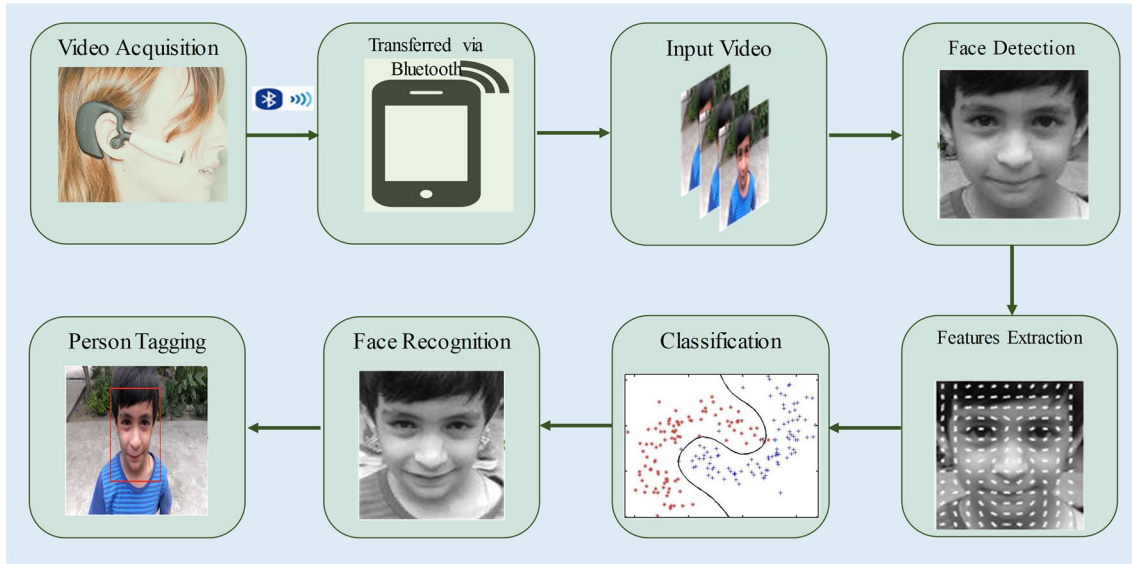 Video Acquisition
Transferred via
Bluetooth
Input Video
Face Detection
Features Extraction
Classification
Face Recognition
Person Tagging